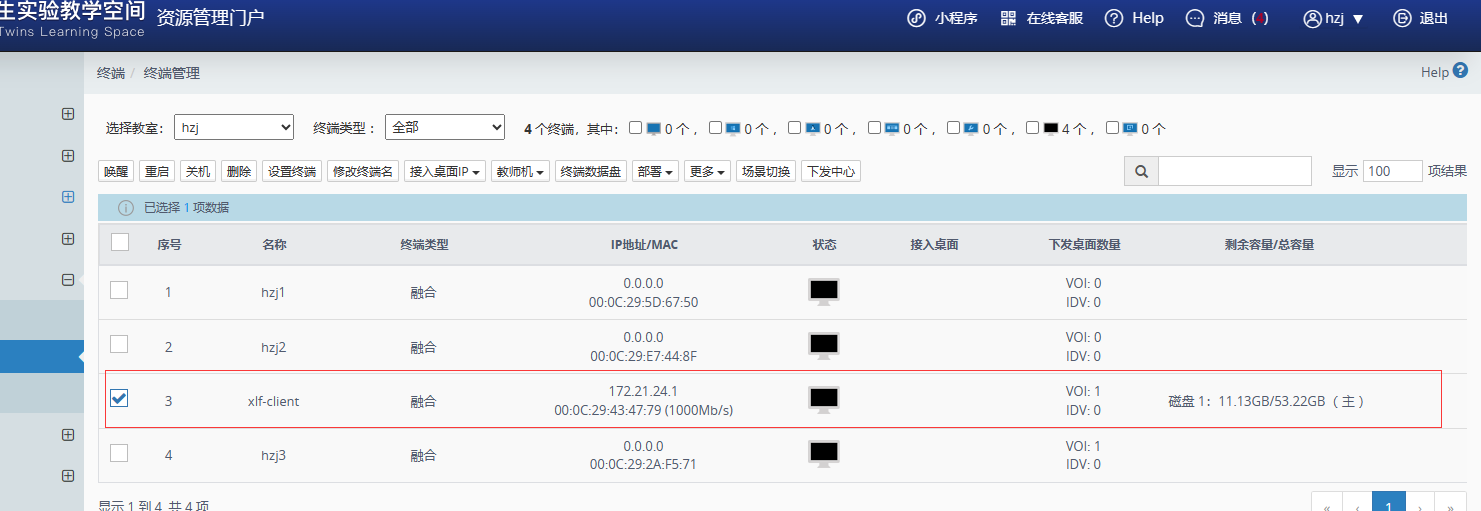 生实验教学空间 资源管理门户 小程序 在线客服 Help 消息 hzj ▼ 退出
Twins Learning Space
终端 / 终端管理 Help
选择教室： hzj 终端类型： 全部 4 个终端，其中： 0 个， 0 个， 0 个， 0 个， 0 个， 4 个， 0 个
唤醒 重启 关机 删除 设置终端 修改终端名 接入桌面IP 教师机 终端数据盘 部署 更多 场景切换 下发中心 显示 100 项结果
已选择 1 项数据
序号 名称 终端类型 IP地址/MAC 状态 接入桌面 下发桌面数量 剩余容量/总容量
1 hzj1 融合 0.0.0.0 VOI: 0
00:0C:29:5D:67:50 IDV: 0
2 hzj2 融合 0.0.0.0 VOI: 0
00:0C:29:E7:44:8F IDV: 0
3 xlf-client 融合 172.21.24.1 VOI: 1 磁盘 1：11.13GB/53.22GB（主）
00:0C:29:43:47:79 (1000Mb/s) IDV: 0
4 hzj3 融合 0.0.0.0 VOI: 1
00:0C:29:2A:F5:71 IDV: 0
显示 1 到 4, 共 4 项 « ‹ 1 › »